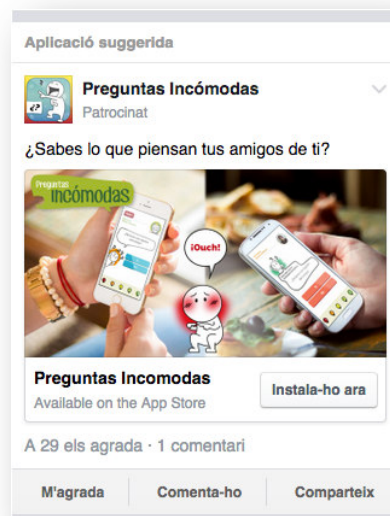 Aplicació suggerida
Preguntas Incómodas
Patrocinat
¿Sabes lo que piensan tus amigos de ti?
Preguntas
incómodas
¡Ouch!
Preguntas Incomodas
Available on the App Store
Instala-ho ara
A 29 els agrada · 1 comentari
M'agrada
Comenta-ho
Comparteix